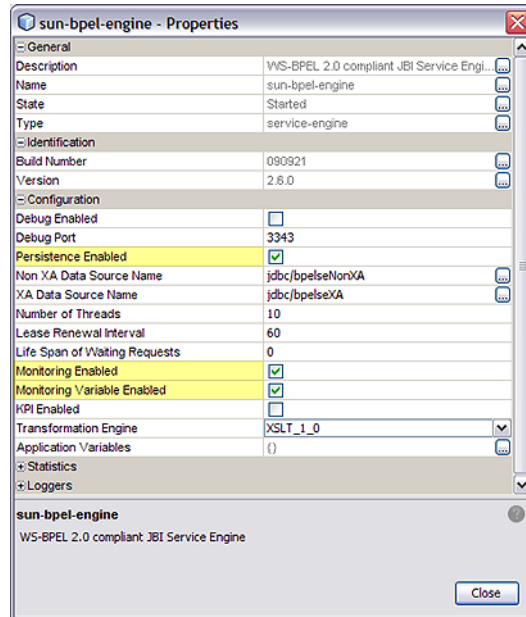 sun-bpel-engine - Properties
General
Description WS-BPEL 2.0 compliant JBI Service Engi... ...
Name sun-bpel-engine ...
State Started ...
Type service-engine ...
Identification
Build Number 090921 ...
Version 2.6.0 ...
Configuration
Debug Enabled
Debug Port 3343
Persistence Enabled
Non XA Data Source Name jdbc/bpelseNonXA ...
XA Data Source Name jdbc/bpelseXA ...
Number of Threads 10
Lease Renewal Interval 60
Life Span of Waiting Requests 0
Monitoring Enabled
Monitoring Variable Enabled
KPI Enabled
Transformation Engine XSLT_1_0
Application Variables {} ...
Statistics
Loggers
sun-bpel-engine ?
WS-BPEL 2.0 compliant JBI Service Engine
Close